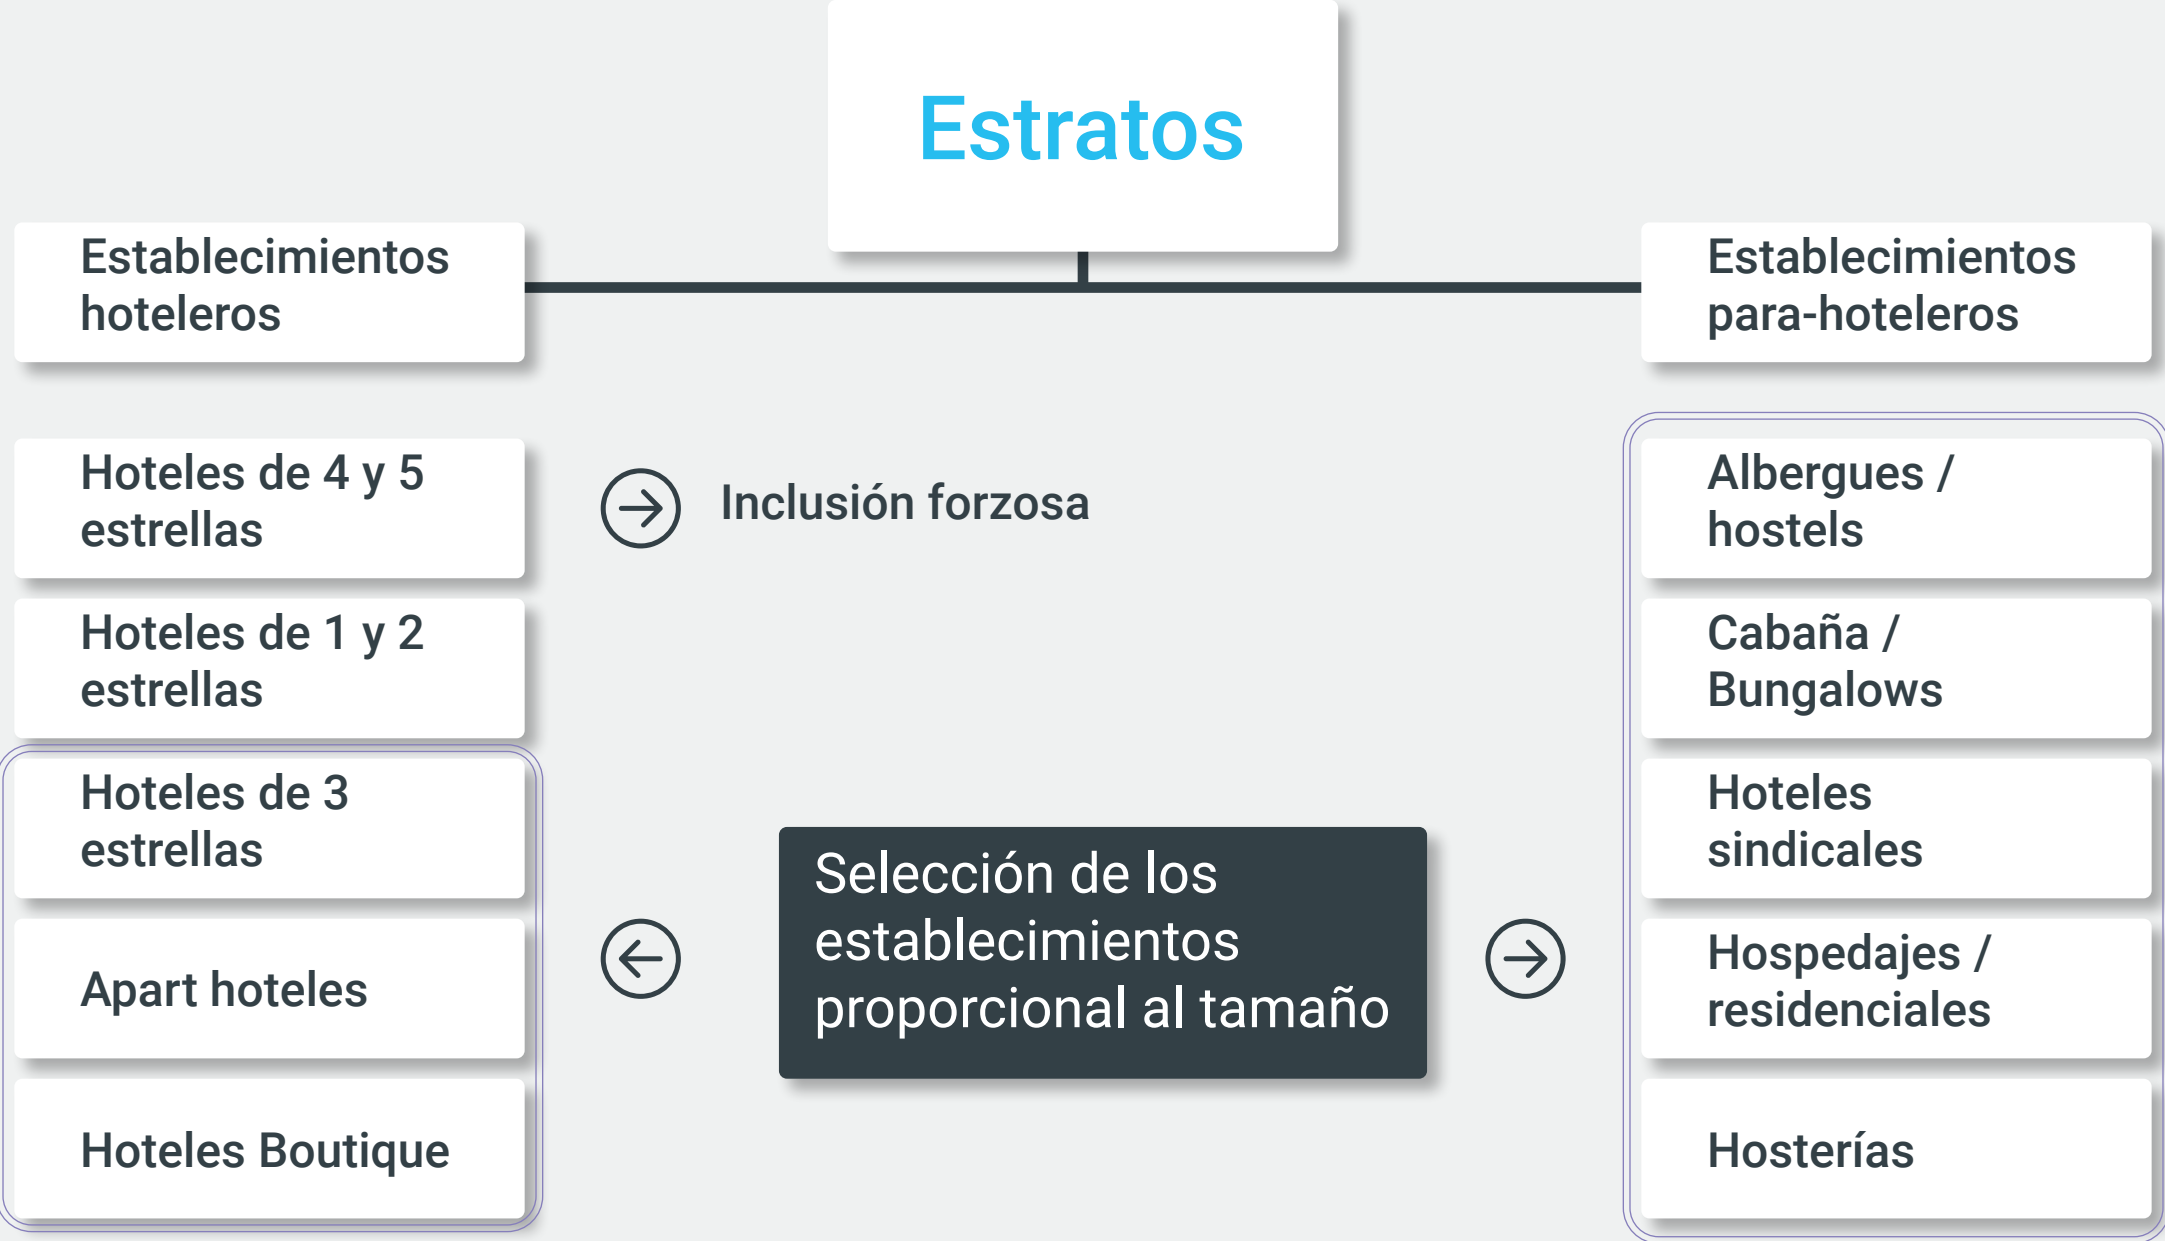 Estratos
Establecimientos
hoteleros
Establecimientos
para-hoteleros
Hoteles de 4 y 5
estrellas
Inclusión forzosa
Hoteles de 1 y 2
estrellas
Hoteles de 3
estrellas
Apart hoteles
Hoteles Boutique
Selección de los
establecimientos
proporcional al tamaño
Albergues /
hostels
Cabaña /
Bungalows
Hoteles
sindicales
Hospedajes /
residenciales
Hosterías